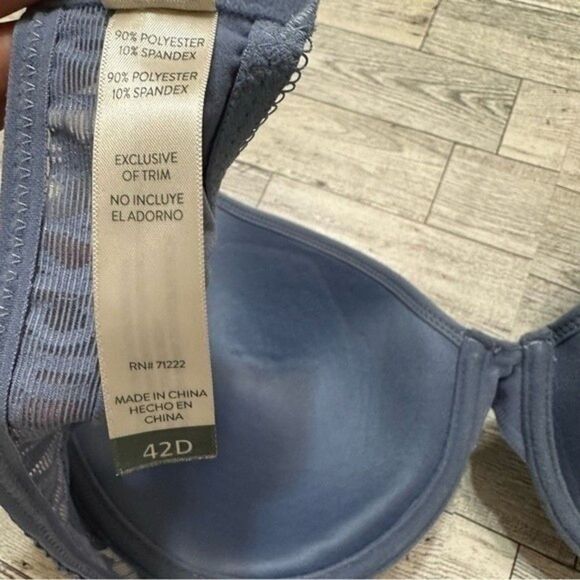 90% POLYESTER
10% SPANDEX
90% POLYESTER
10% SPANDEX
EXCLUSIVE
OF TRIM
NO INCLUYE
EL ADORNO
RN# 71222
MADE IN CHINA
HECHO EN
CHINA
42D